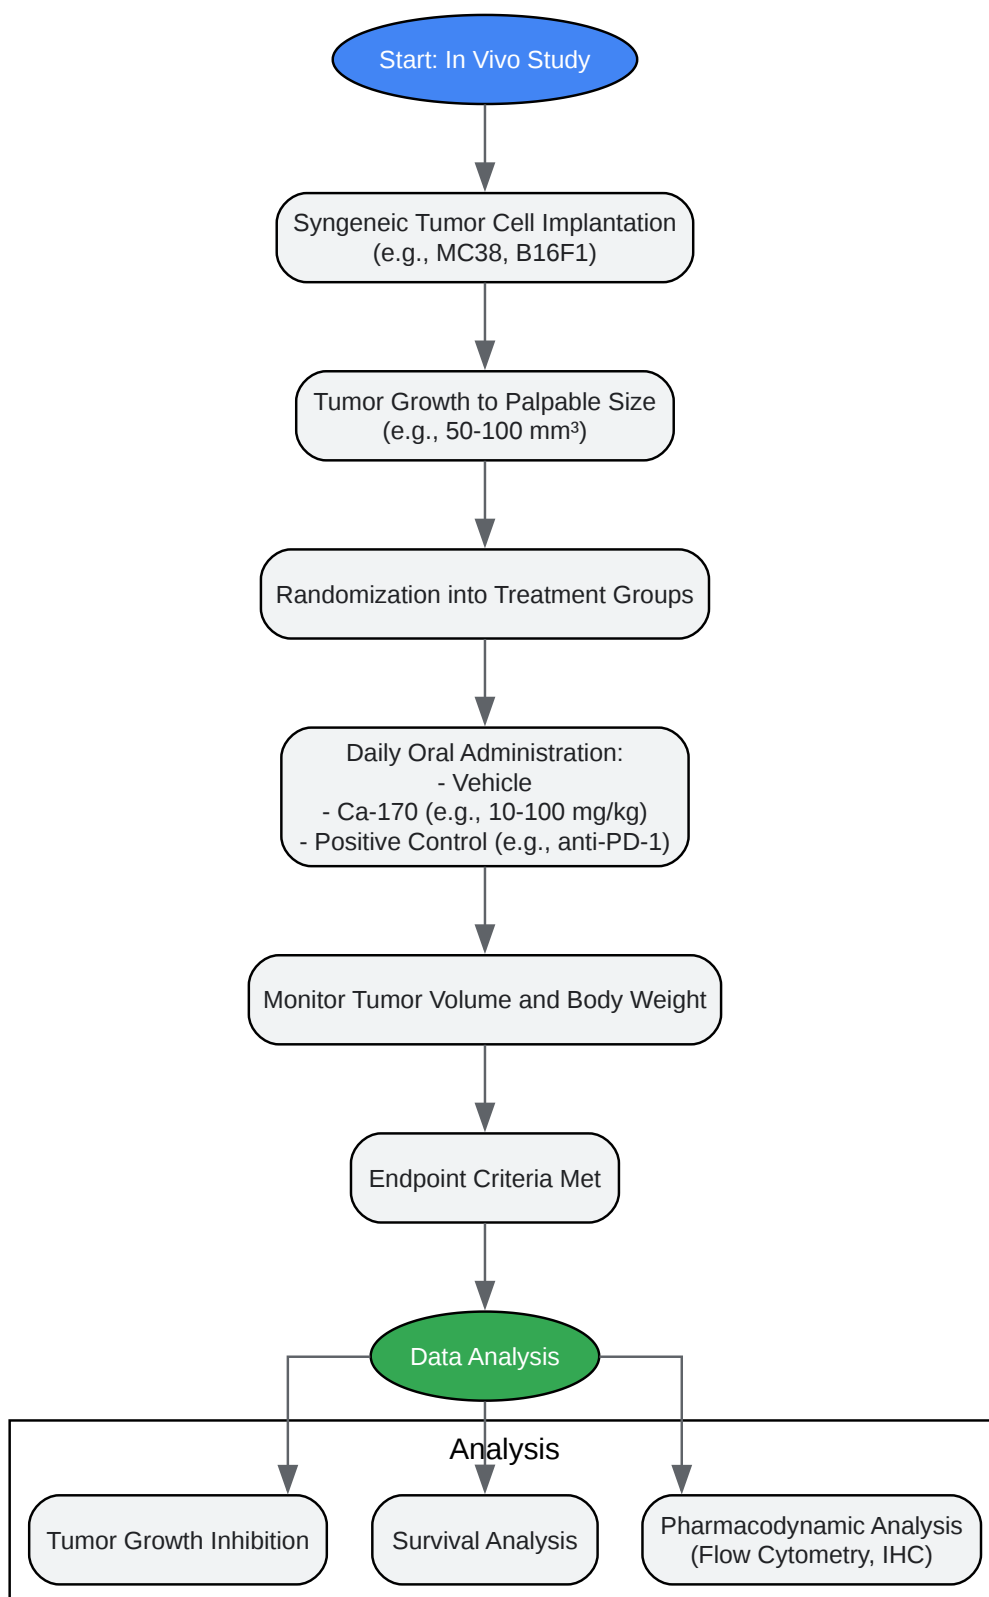 Start: In Vivo Study
Syngeneic Tumor Cell Implantation
(e.g., MC38, B16F1)
Tumor Growth to Palpable Size
(e.g., 50-100 mm³)
Randomization into Treatment Groups
Daily Oral Administration:
- Vehicle
- Ca-170 (e.g., 10-100 mg/kg)
- Positive Control (e.g., anti-PD-1)
Monitor Tumor Volume and Body Weight
Endpoint Criteria Met
Data Analysis
Analysis
Tumor Growth Inhibition
Survival Analysis
Pharmacodynamic Analysis
(Flow Cytometry, IHC)